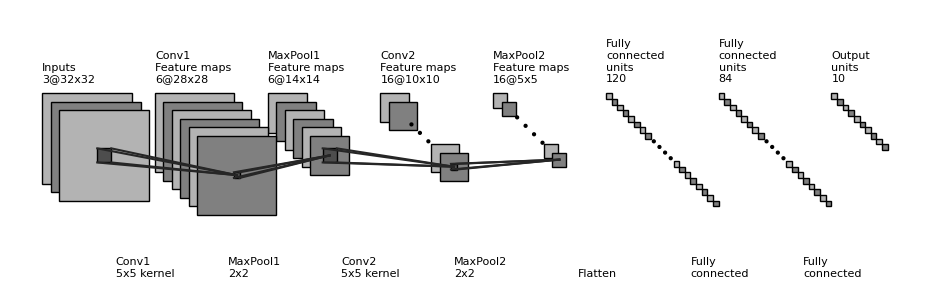 Inputs
3@32x32
Conv1
Feature maps
6@28x28
MaxPool1
Feature maps
6@14x14
Conv2
Feature maps
16@10x10
MaxPool2
Feature maps
16@5x5
Fully
connected
units
120
Fully
connected
units
84
Output
units
10
Conv1
5x5 kernel
MaxPool1
2x2
Conv2
5x5 kernel
MaxPool2
2x2
Flatten
Fully
connected
Fully
connected